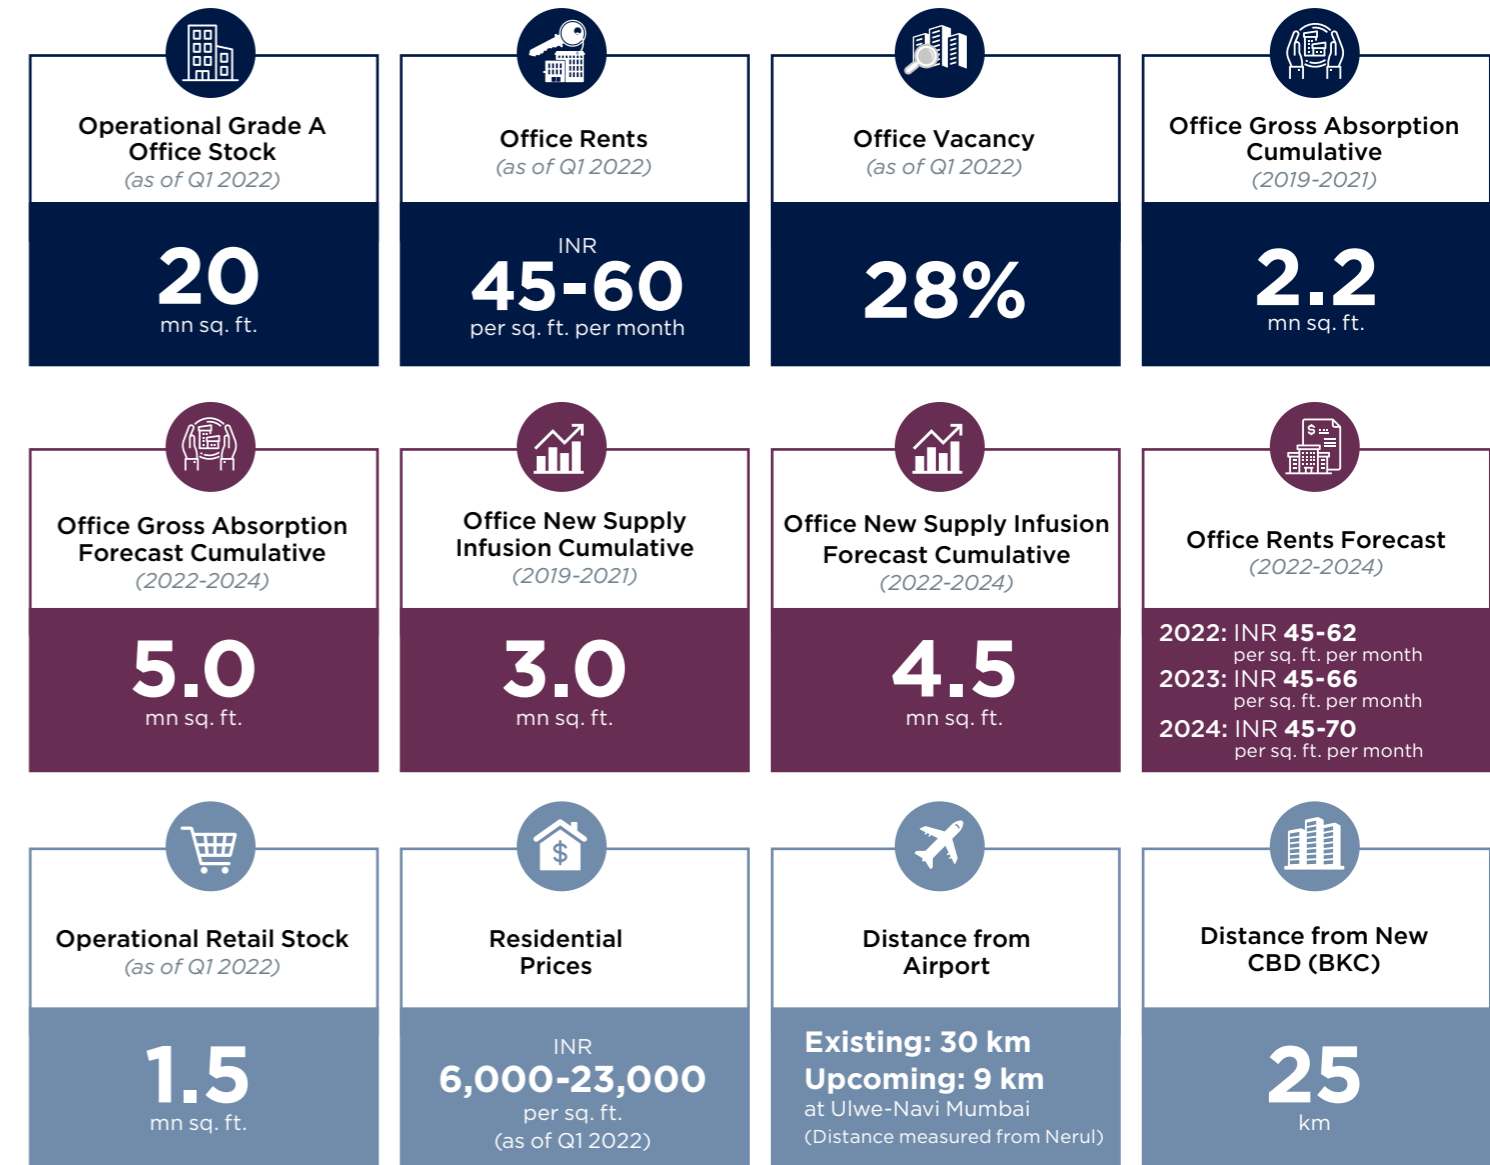 Operational Grade A
Office Stock
(as of Q1 2022)
20
mn sq. ft.
Office Rents
(as of Q1 2022)
INR
45-60
per sq. ft. per month
Office Vacancy
(as of Q1 2022)
28%
Office Gross Absorption
Cumulative
(2019-2021)
2.2
mn sq. ft.
Office Gross Absorption
Forecast Cumulative
(2022-2024)
5.0
mn sq. ft.
Office New Supply
Infusion Cumulative
(2019-2021)
3.0
mn sq. ft.
Office New Supply Infusion
Forecast Cumulative
(2022-2024)
4.5
mn sq. ft.
$
Office Rents Forecast
(2022-2024)
2022: INR 45-62
per sq. ft. per month
2023: INR 45-66
per sq. ft. per month
2024: INR 45-70
per sq. ft. per month
Operational Retail Stock
(as of Q1 2022)
1.5
mn sq. ft.
$
Residential
Prices
INR
6,000-23,000
per sq. ft.
(as of Q1 2022)
Distance from
Airport
Existing: 30 km
Upcoming: 9 km
at Ulwe-Navi Mumbai
(Distance measured from Nerul)
Distance from New
CBD (BKC)
25
km